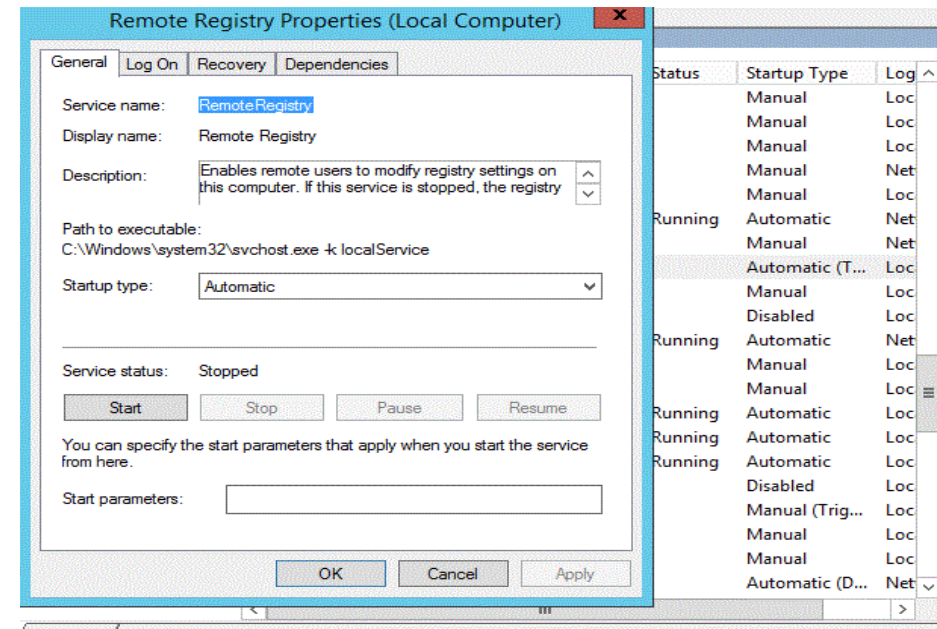 Remote Registry Properties (Local Computer)
x
General Log On Recovery Dependencies
Service name: RemoteRegistry
Display name: Remote Registry
Description: Enables remote users to modify registry settings on
this computer. If this service is stopped, the registry
Path to executable:
C:\Windows\system32\svchost.exe -k localService
Startup type: Automatic
Service status: Stopped
Start Stop Pause Resume
You can specify the start parameters that apply when you start the service
from here.
Start parameters:
OK Cancel Apply
Status Startup Type Log
Manual Loc
Manual Loc
Manual Loc
Manual Net
Manual Loc
Running Automatic Net
Manual Net
Automatic (T... Loc
Manual Loc
Disabled Loc
Running Automatic Net
Manual Loc
Manual Loc
Running Automatic Loc
Running Automatic Loc
Running Automatic Loc
Disabled Loc
Manual (Trig... Loc
Manual Loc
Manual Loc
Automatic (D... Net